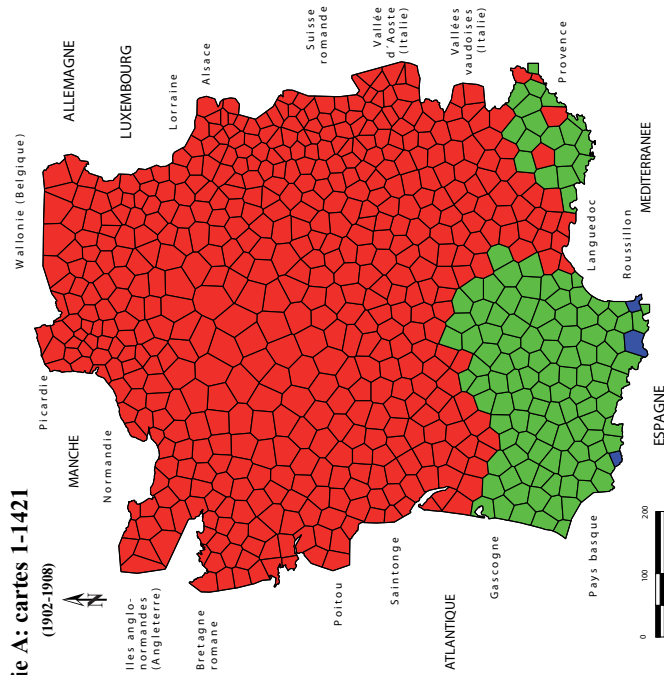 ie A: cartes 1-1421
(1902-1908)
N
Wallonie (Belgique)
ALLEMAGNE
LUXEMBOURG
Lorraine
Alsace
Suisse
romande
Vallée
d'Aoste
(Italie)
Vallées
vaudoises
(Italie)
Provence
Picardie
MANCHE
Normandie
Iles anglo-
normandes
(Angleterre)
Bretagne
romane
Poitou
Saintonge
ATLANTIQUE
Gascogne
Pays basque
ESPAGNE
Roussillon
Languedoc
MEDITERRANEE
0
100
200